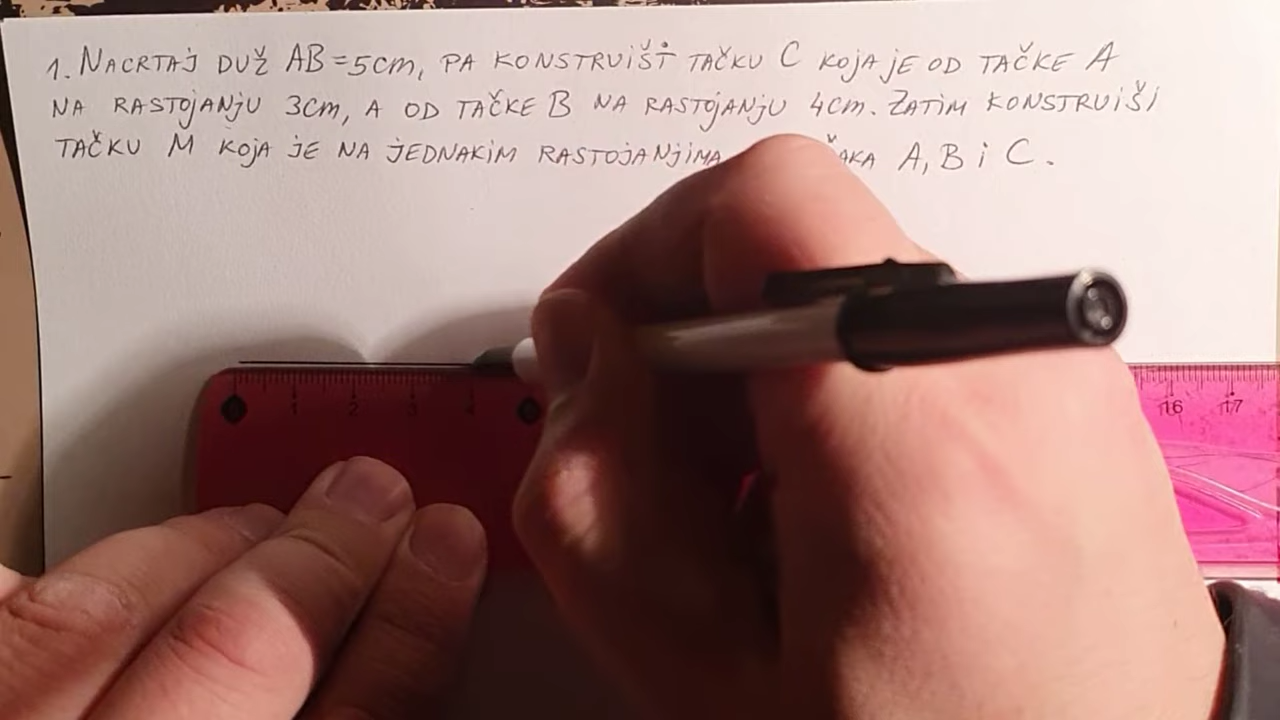 1. NACRTAJ DUŽ AB=5cm, PA KONSTRUIŠI TAČKU C KOJA JE OD TAČKE A
NA RASTOJANJU 3cm, A OD TAČKE B NA RASTOJANJU 4cm. ZATIM KONSTRUIŠI
TAČKU M KOJA JE NA JEDNAKIM RASTOJANJIMA A, B i C.
1 2 3 4 16 17